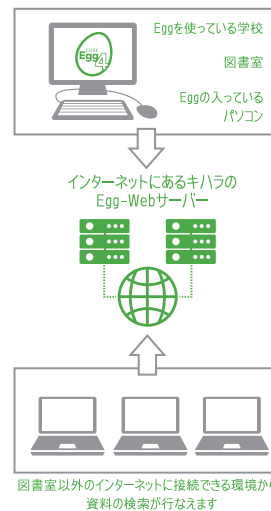 Eggを使っている学校
図書室
Eggの入っている
パソコン
ELISE
Egg4
インターネットにあるキハラの
Egg-Webサーバー
図書室以外のインターネットに接続できる環境から
資料の検索が行なえます